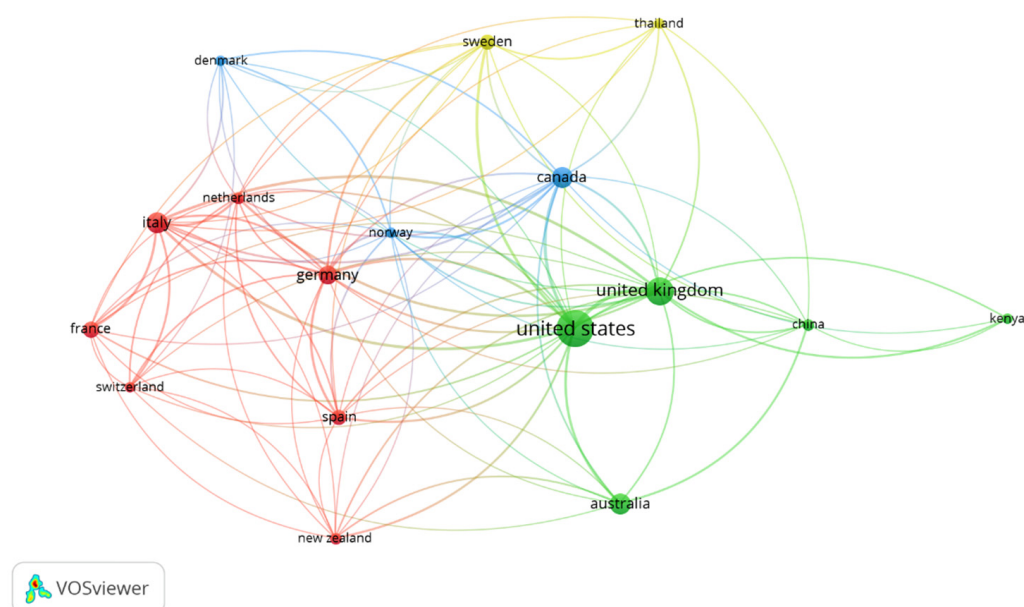 thailand
sweden
denmark
canada
netherlands
italy
norway
germany
united kingdom
kenya
china
united states
france
switzerland
spain
australia
new zealand
VOSviewer